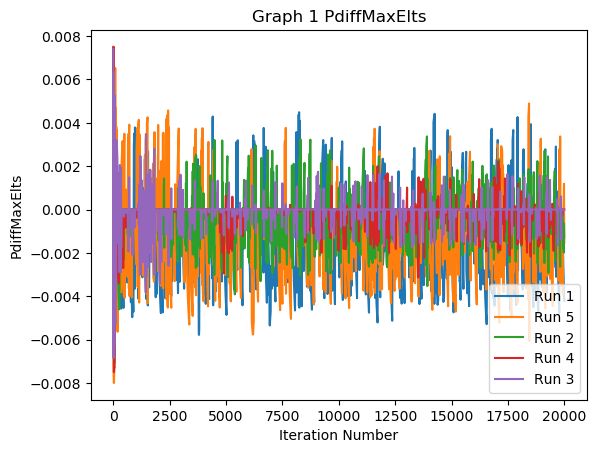 Graph 1 PdiffMaxElts
PdiffMaxElts
0.008
0.006
0.004
0.002
0.000
−0.002
−0.004
−0.006
−0.008
Run 1
Run 5
Run 2
Run 4
Run 3
0 2500 5000 7500 10000 12500 15000 17500 20000
Iteration Number